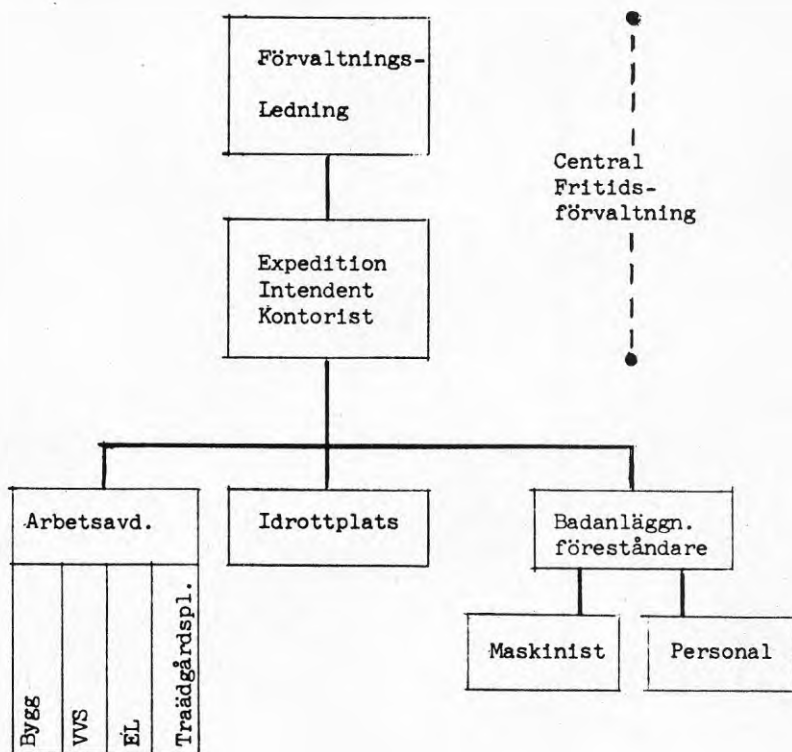 Förvaltnings-
Ledning
Central
Fritids-
förvaltning
Expedition
Intendent
Kontorist
Arbetsavd.
Idrottplats
Badanläggn.
föreståndare
Bygg
VVS
EL
Traädgårdspl.
Maskinist
Personal